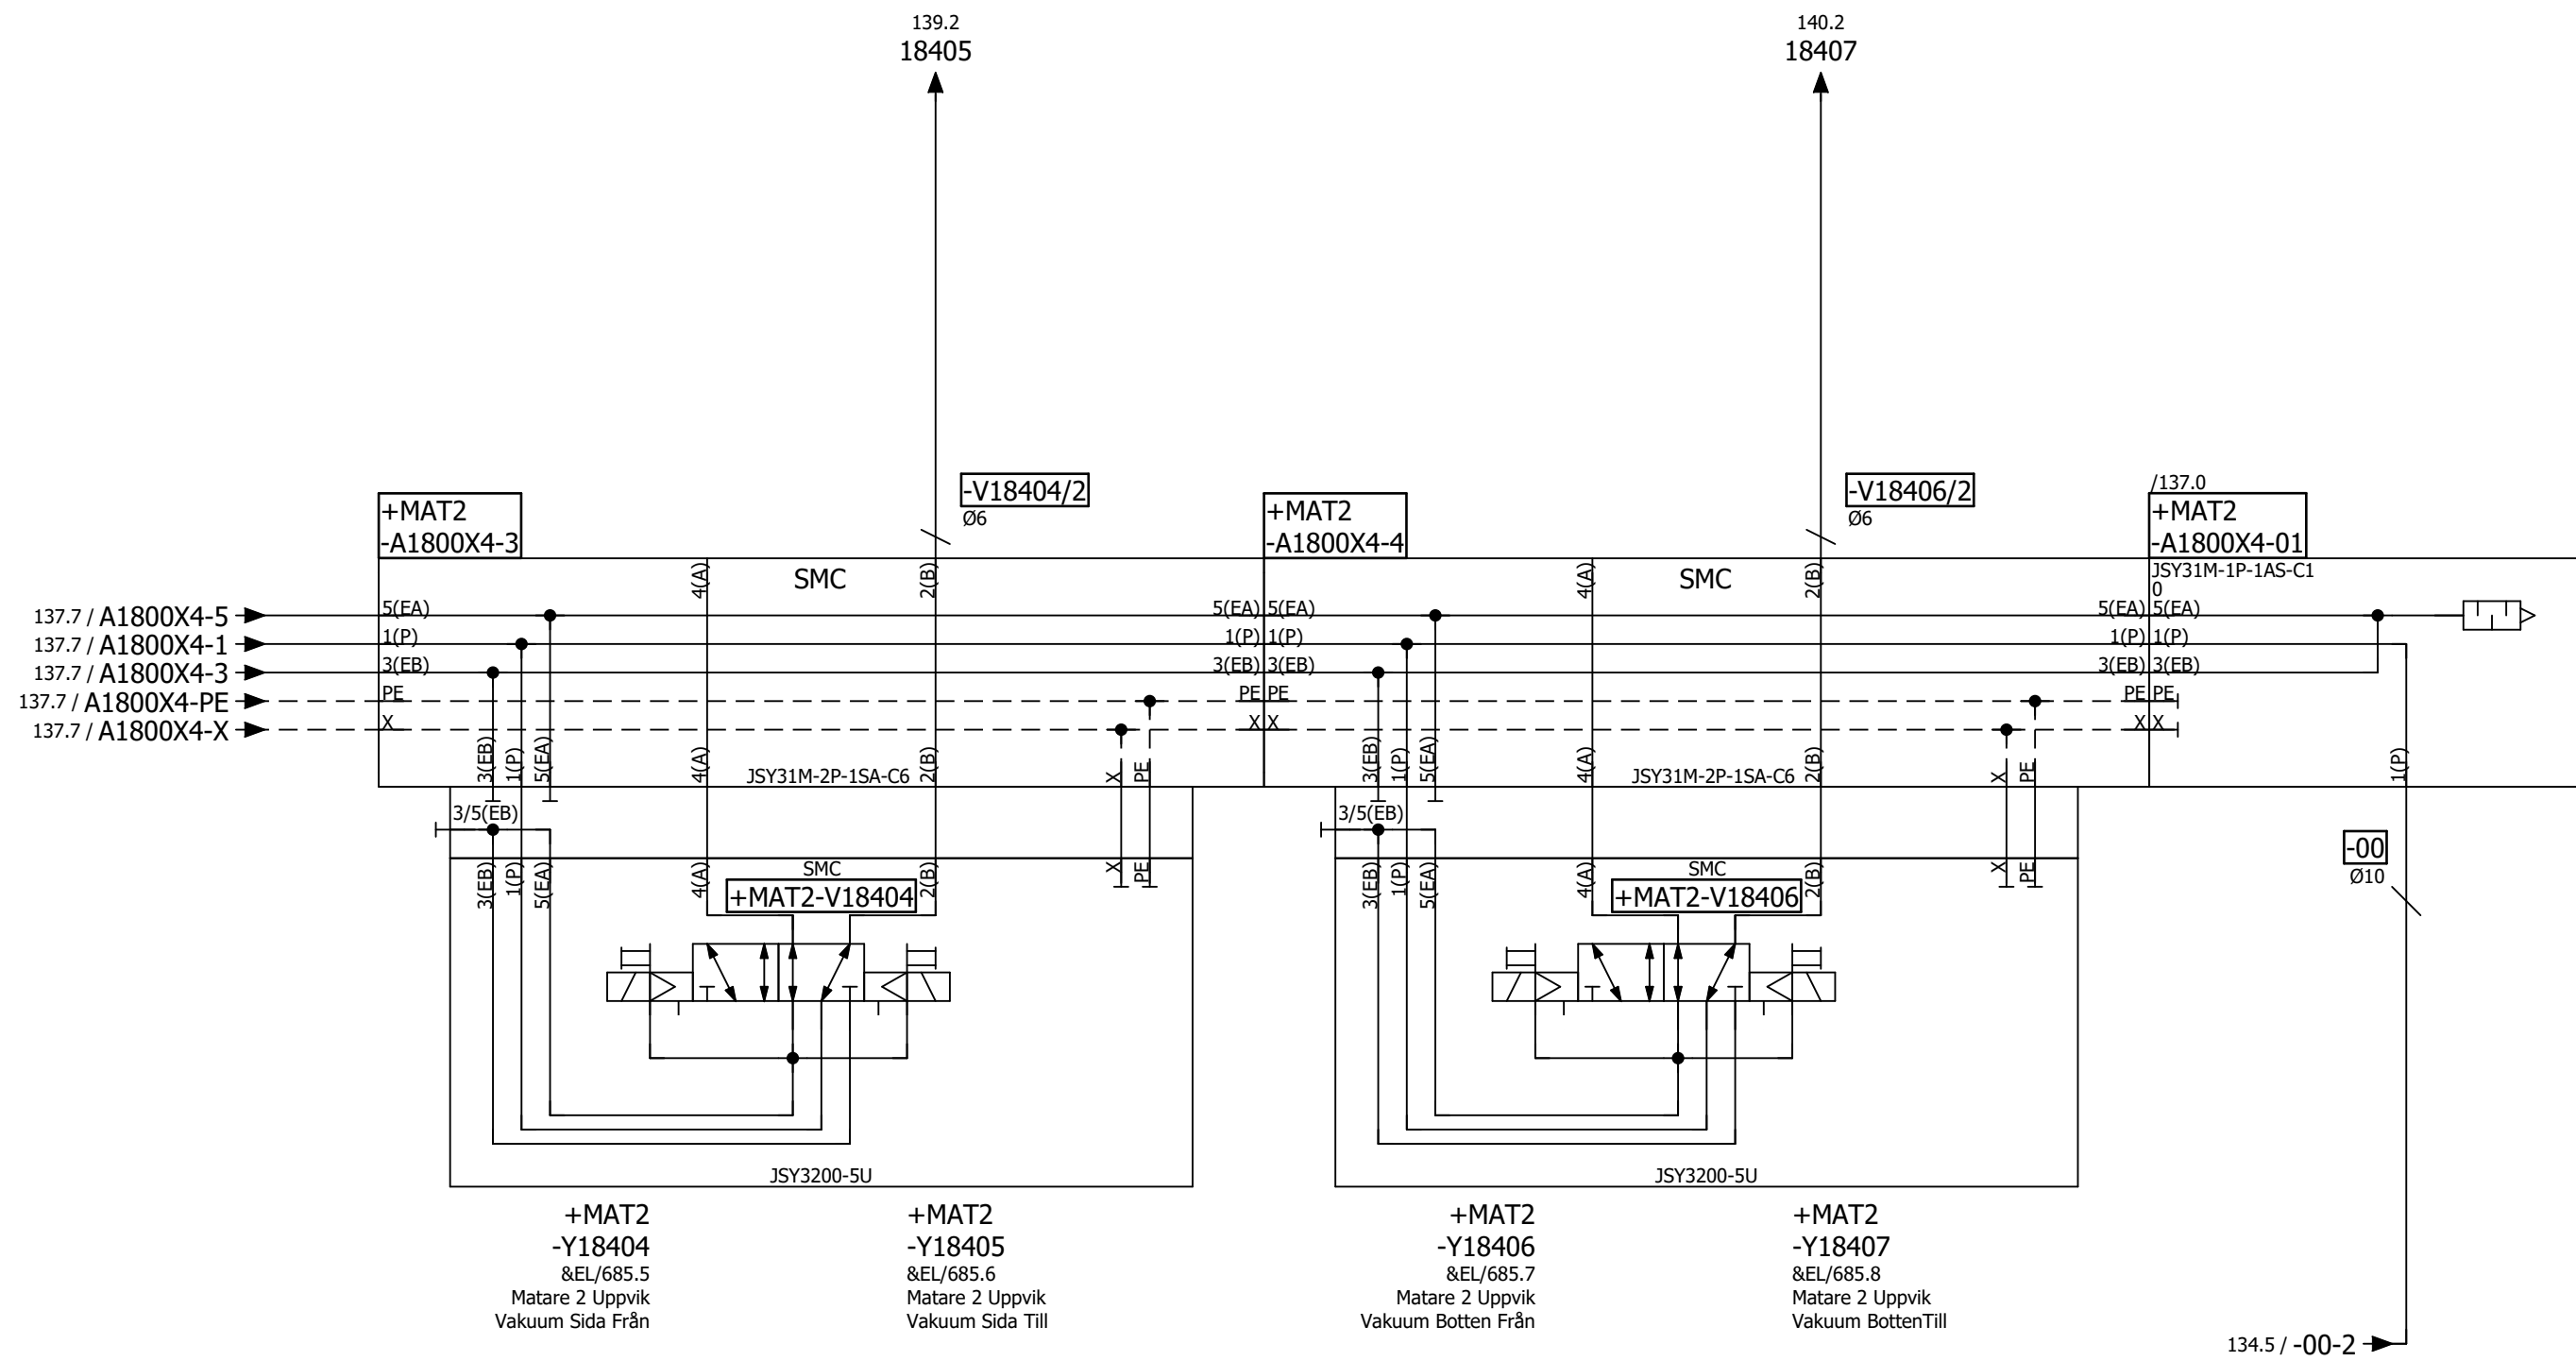 139.2
18405
140.2
18407
-V18404/2
Ø6
-V18406/2
Ø6
+MAT2
-A1800X4-3
+MAT2
-A1800X4-4
/137.0
+MAT2
-A1800X4-01
JSY31M-1P-1AS-C1
0
4(A)
SMC
2(B)
4(A)
SMC
2(B)
137.7 / A1800X4-5
5(EA)
5(EA)
5(EA)
5(EA)
5(EA)
137.7 / A1800X4-1
1(P)
1(P)
1(P)
1(P)
1(P)
137.7 / A1800X4-3
3(EB)
3(EB)
3(EB)
3(EB)
3(EB)
137.7 / A1800X4-PE
PE
PE
PE
PE
PE
137.7 / A1800X4-X
X
X
X
X
X
3(EB)
1(P)
5(EA)
4(A)
JSY31M-2P-1SA-C6
2(B)
X
PE
3(EB)
1(P)
5(EA)
4(A)
JSY31M-2P-1SA-C6
2(B)
X
PE
1(P)
3/5(EB)
3/5(EB)
-00
Ø10
3(EB)
1(P)
5(EA)
4(A)
SMC
+MAT2-V18404
2(B)
X
PE
3(EB)
1(P)
5(EA)
4(A)
SMC
+MAT2-V18406
2(B)
X
PE
JSY3200-5U
JSY3200-5U
+MAT2
-Y18404
&EL/685.5
Matare 2 Uppvik
Vakuum Sida Från
+MAT2
-Y18405
&EL/685.6
Matare 2 Uppvik
Vakuum Sida Till
+MAT2
-Y18406
&EL/685.7
Matare 2 Uppvik
Vakuum Botten Från
+MAT2
-Y18407
&EL/685.8
Matare 2 Uppvik
Vakuum BottenTill
134.5 / -00-2